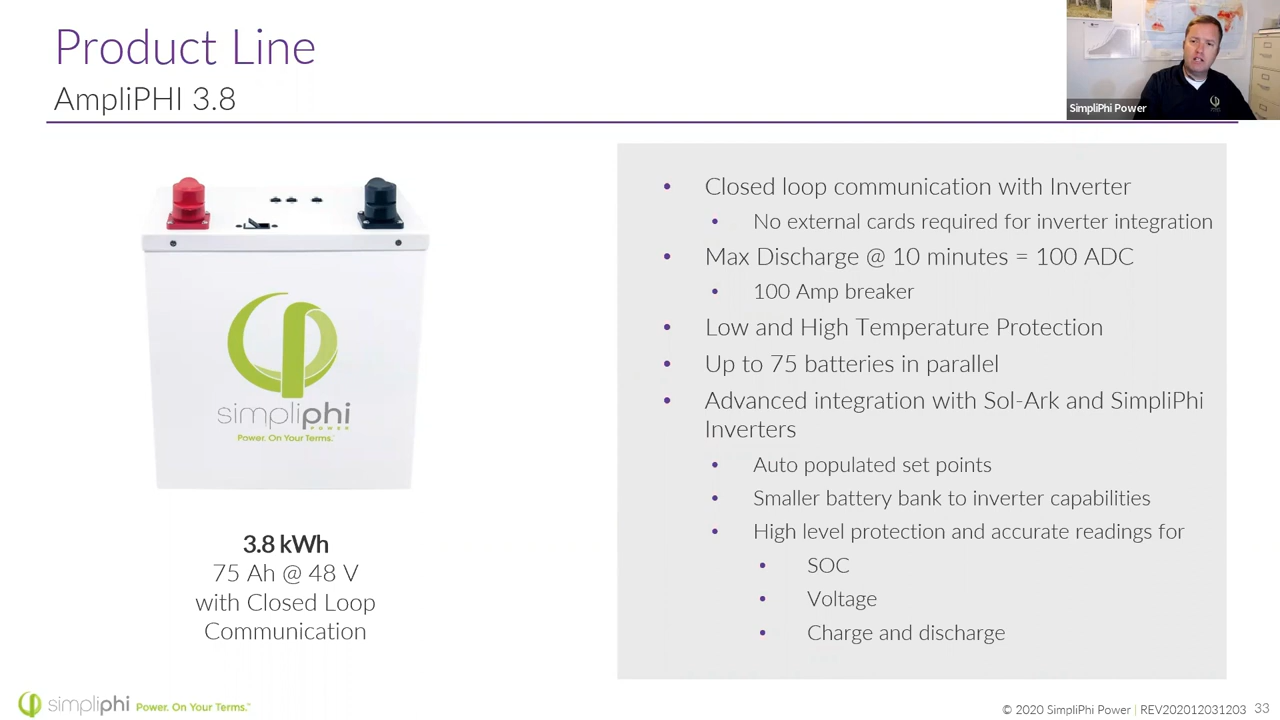 Product Line
AmpliPHI 3.8
SimpliPhi Power
simpliphi
POWER
Power. On Your Terms.™
3.8 kWh
75 Ah @ 48 V
with Closed Loop
Communication
• Closed loop communication with Inverter
• No external cards required for inverter integration
• Max Discharge @ 10 minutes = 100 ADC
• 100 Amp breaker
• Low and High Temperature Protection
• Up to 75 batteries in parallel
• Advanced integration with Sol-Ark and SimpliPhi
Inverters
• Auto populated set points
• Smaller battery bank to inverter capabilities
• High level protection and accurate readings for
• SOC
• Voltage
• Charge and discharge
simpliphi Power. On Your Terms.™
© 2020 SimpliPhi Power | REV202012031203 33